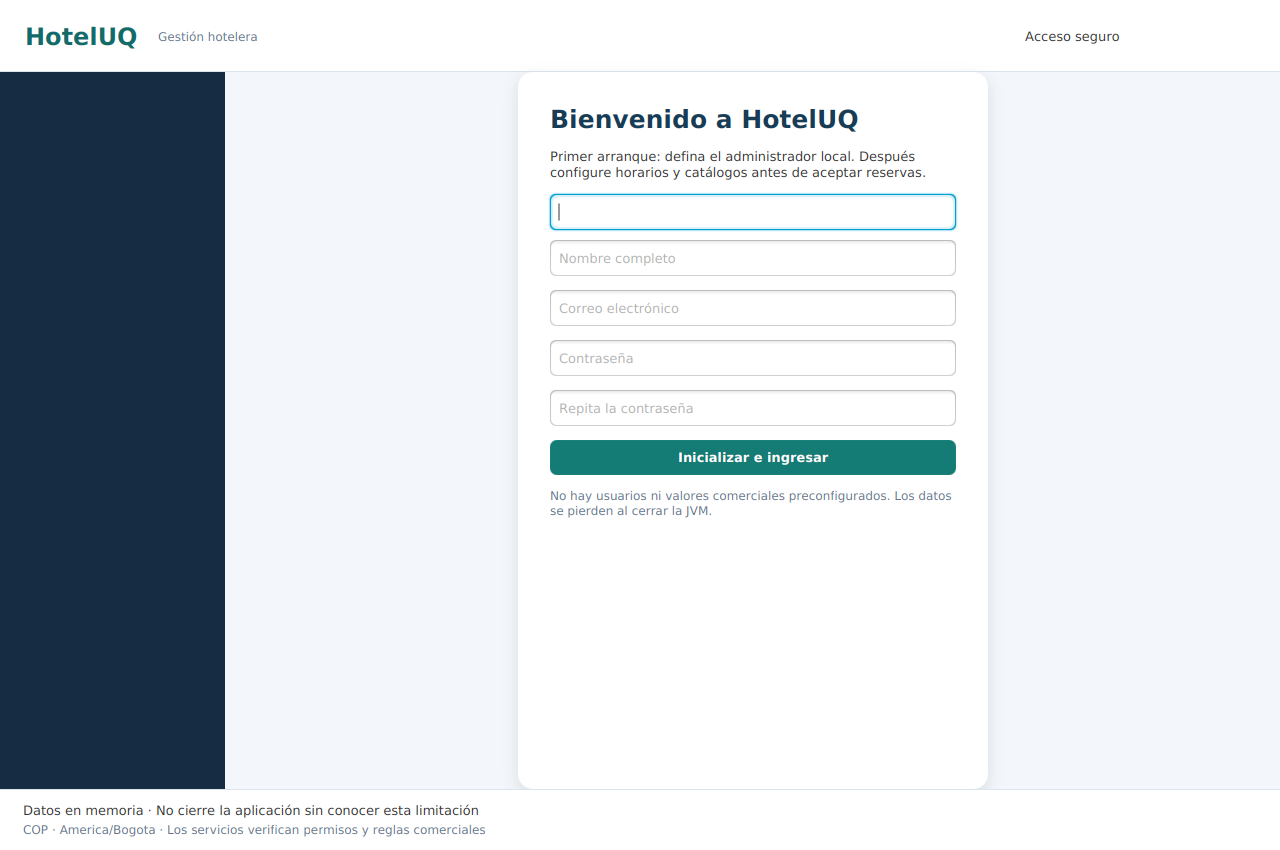 HotelUQ
Gestión hotelera
Acceso seguro
Bienvenido a HotelUQ
Primer arranque: defina el administrador local. Después
configure horarios y catálogos antes de aceptar reservas.
Nombre completo
Correo electrónico
Contraseña
Repita la contraseña
Inicializar e ingresar
No hay usuarios ni valores comerciales preconfigurados. Los datos
se pierden al cerrar la JVM.
Datos en memoria · No cierre la aplicación sin conocer esta limitación
COP · America/Bogota · Los servicios verifican permisos y reglas comerciales